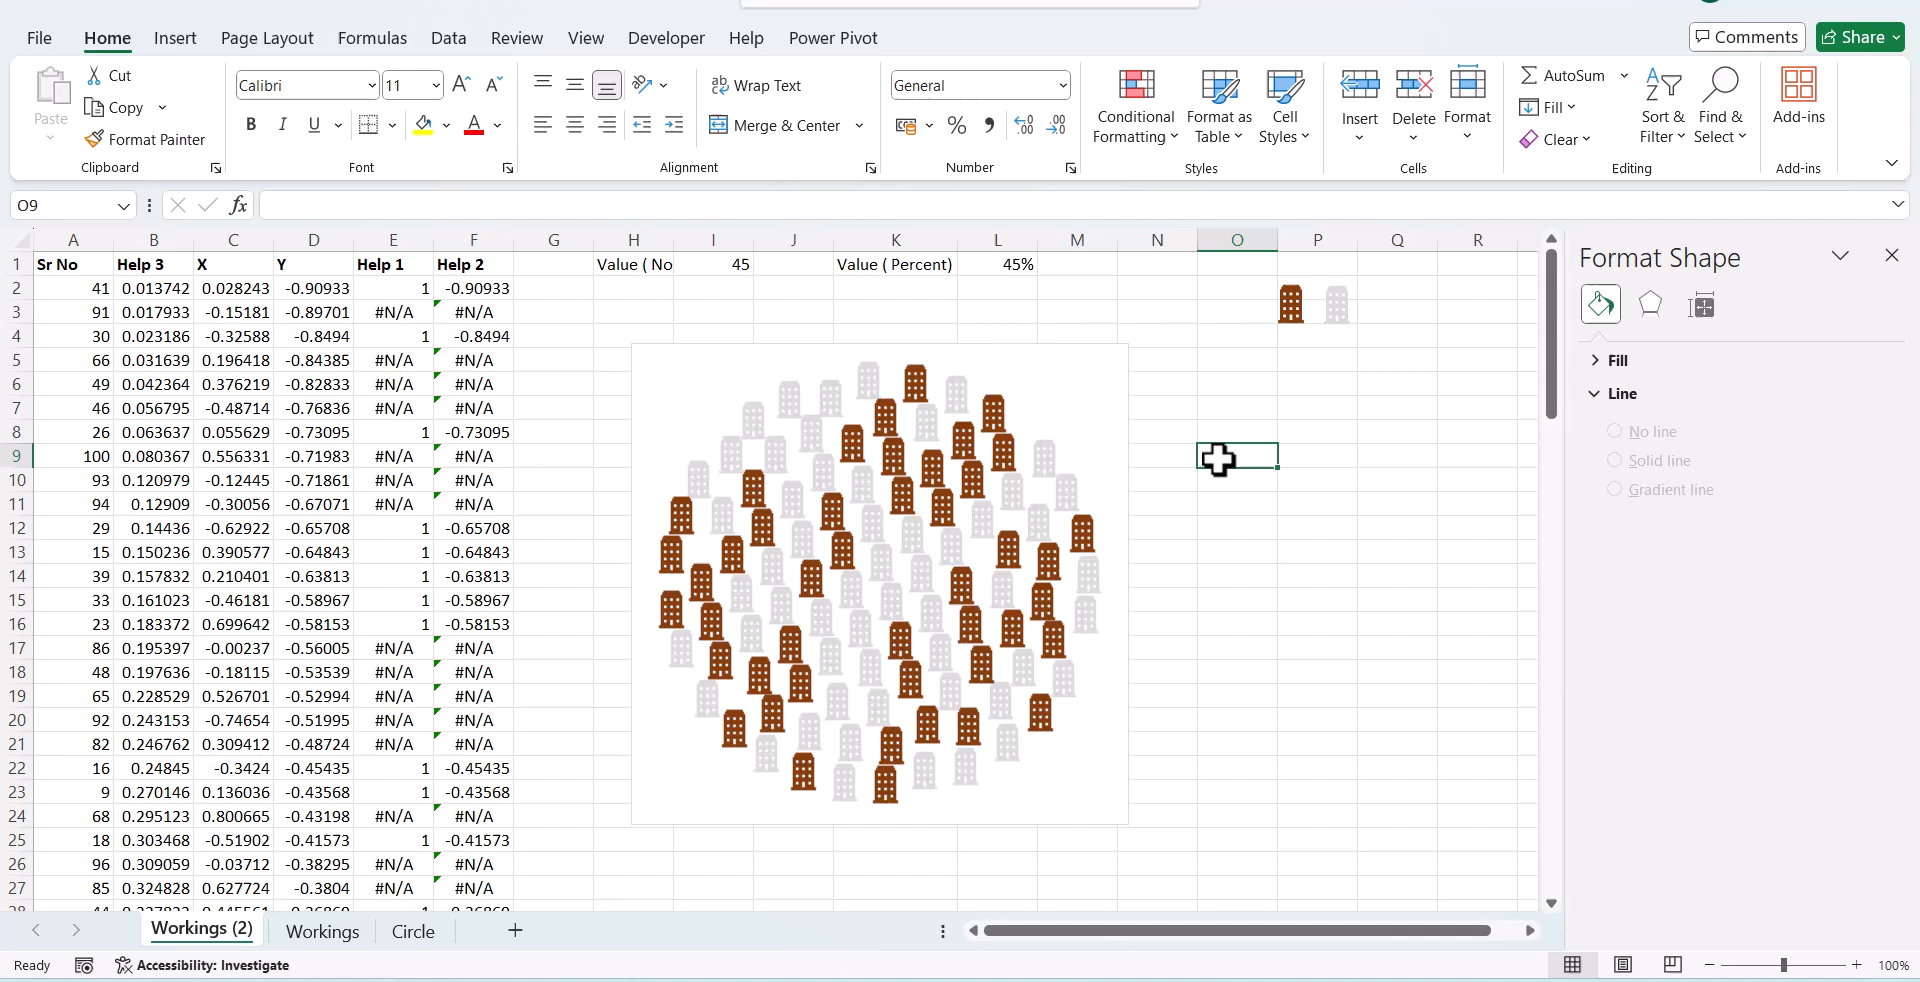 File Home Insert Page Layout Formulas Data Review View Developer Help Power Pivot Comments Share
Paste Cut Copy Format Painter
Clipboard
Calibri 11
B I U A
Font
Wrap Text
Merge & Center
Alignment
General
% 9
Number
Conditional Formatting Format as Table Cell Styles
Styles
Insert Delete Format
Cells
AutoSum Fill Clear Sort & Filter Find & Select
Editing
Add-ins
Add-ins
O9 fx
A B C D E F G H I J K L M N O P Q R
1 Sr No Help 3 X Y Help 1 Help 2 Value ( No 45 Value ( Percent) 45%
2 41 0.013742 0.028243 -0.90933 1 -0.90933
3 91 0.017933 -0.15181 -0.89701 #N/A #N/A
4 30 0.023186 -0.32588 -0.8494 1 -0.8494
5 66 0.031639 0.196418 -0.84385 #N/A #N/A
6 49 0.042364 0.376219 -0.82833 #N/A #N/A
7 46 0.056795 -0.48714 -0.76836 #N/A #N/A
8 26 0.063637 0.055629 -0.73095 1 -0.73095
9 100 0.080367 0.556331 -0.71983 #N/A #N/A
10 93 0.120979 -0.12445 -0.71861 #N/A #N/A
11 94 0.12909 -0.30056 -0.67071 #N/A #N/A
12 29 0.14436 -0.62922 -0.65708 1 -0.65708
13 15 0.150236 0.390577 -0.64843 1 -0.64843
14 39 0.157832 0.210401 -0.63813 1 -0.63813
15 33 0.161023 -0.46181 -0.58967 1 -0.58967
16 23 0.183372 0.699642 -0.58153 1 -0.58153
17 86 0.195397 -0.00237 -0.56005 #N/A #N/A
18 48 0.197636 -0.18115 -0.53539 #N/A #N/A
19 65 0.228529 0.526701 -0.52994 #N/A #N/A
20 92 0.243153 -0.74654 -0.51995 #N/A #N/A
21 82 0.246762 0.309412 -0.48724 #N/A #N/A
22 16 0.24845 -0.3424 -0.45435 1 -0.45435
23 9 0.270146 0.136036 -0.43568 1 -0.43568
24 68 0.295123 0.800665 -0.43198 #N/A #N/A
25 18 0.303468 -0.51902 -0.41573 1 -0.41573
26 96 0.309059 -0.03712 -0.38295 #N/A #N/A
27 85 0.324828 0.627724 -0.3804 #N/A #N/A
Format Shape
Fill
Line
No line
Solid line
Gradient line
Workings (2) Workings Circle
Ready Accessibility: Investigate 100%